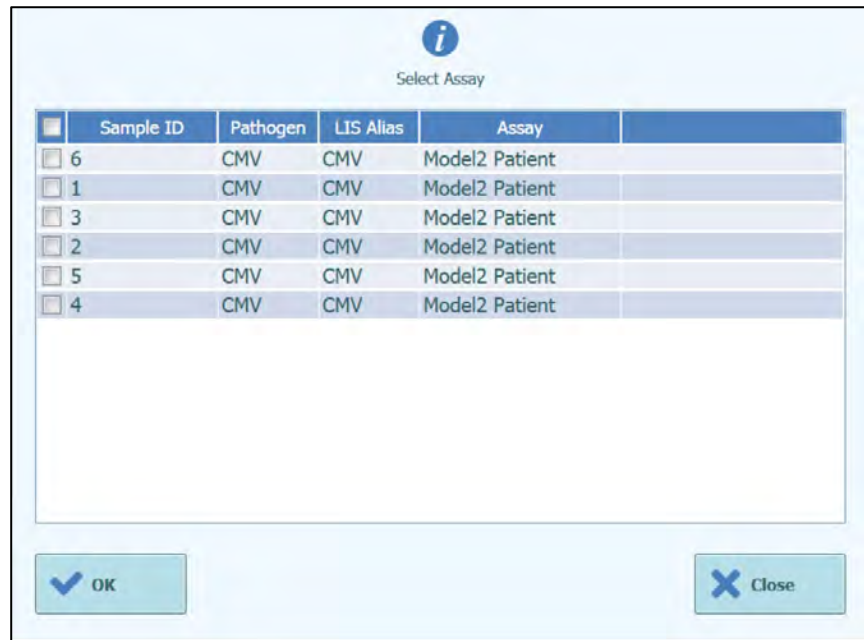 i
Select Assay
Sample ID Pathogen LIS Alias Assay
6 CMV CMV Model2 Patient
1 CMV CMV Model2 Patient
3 CMV CMV Model2 Patient
2 CMV CMV Model2 Patient
5 CMV CMV Model2 Patient
4 CMV CMV Model2 Patient
OK Close